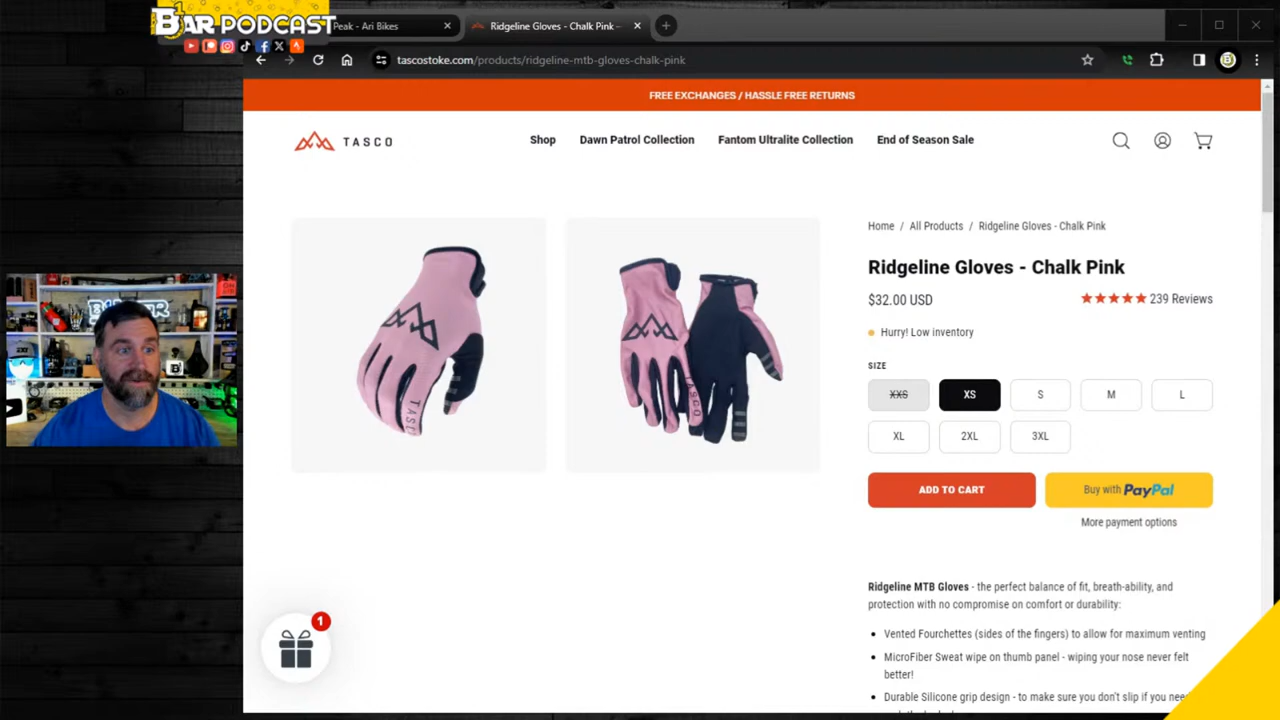 BAR PODCAST
Peak - Ari Bikes
Ridgeline Gloves - Chalk Pink -
tascostoke.com/products/ridgeline-mtb-gloves-chalk-pink
FREE EXCHANGES / HASSLE FREE RETURNS
TASCO
Shop
Dawn Patrol Collection
Fantom Ultralite Collection
End of Season Sale
Home / All Products / Ridgeline Gloves - Chalk Pink
Ridgeline Gloves - Chalk Pink
$32.00 USD
239 Reviews
Hurry! Low inventory
SIZE
XXS XS S M L
XL 2XL 3XL
ADD TO CART
Buy with PayPal
More payment options
TASCO
TASCO
Ridgeline MTB Gloves - the perfect balance of fit, breath-ability, and
protection with no compromise on comfort or durability:
• Vented Fourchettes (sides of the fingers) to allow for maximum venting
• MicroFiber Sweat wipe on thumb panel - wiping your nose never felt
better!
• Durable Silicone grip design - to make sure you don't slip if you
1